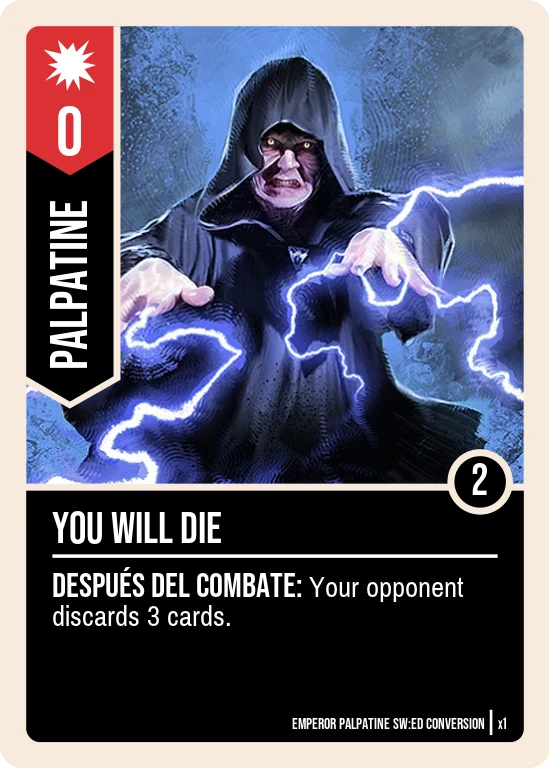 0
PALPATINE
2
YOU WILL DIE
DESPUÉS DEL COMBATE: Your opponent
discards 3 cards.
EMPEROR PALPATINE SW:ED CONVERSION | x1